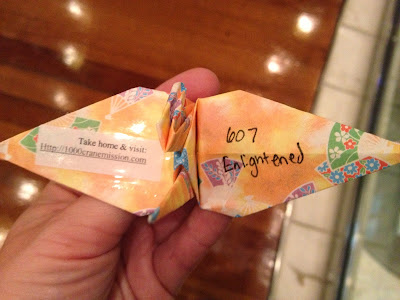 Take home & visit:
Http://1000cranemission.com
607
Enlightened